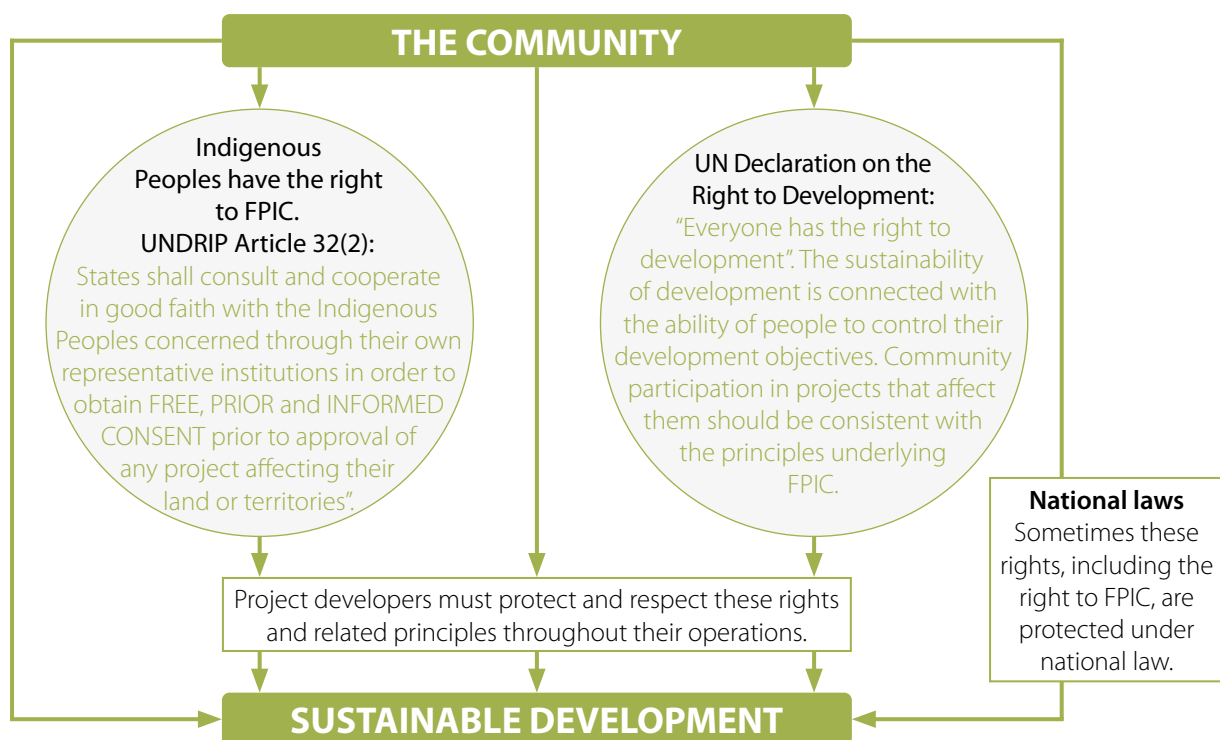 THE COMMUNITY
Indigenous
Peoples have the right
to FPIC.
UNDRIP Article 32(2):
States shall consult and cooperate
in good faith with the Indigenous
Peoples concerned through their own
representative institutions in order to
obtain FREE, PRIOR and INFORMED
CONSENT prior to approval of
any project affecting their
land or territories”.
UN Declaration on the
Right to Development:
“Everyone has the right to
development”. The sustainability
of development is connected with
the ability of people to control their
development objectives. Community
participation in projects that affect
them should be consistent with
the principles underlying
FPIC.
National laws
Sometimes these
rights, including the
right to FPIC, are
protected under
national law.
Project developers must protect and respect these rights
and related principles throughout their operations.
SUSTAINABLE DEVELOPMENT